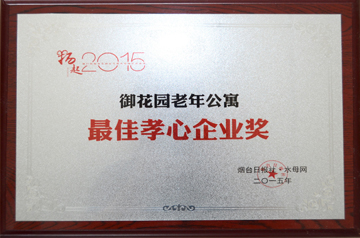 2015
御花园老年公寓
最佳孝心企业奖
烟台日报社·水母网
二〇一五年